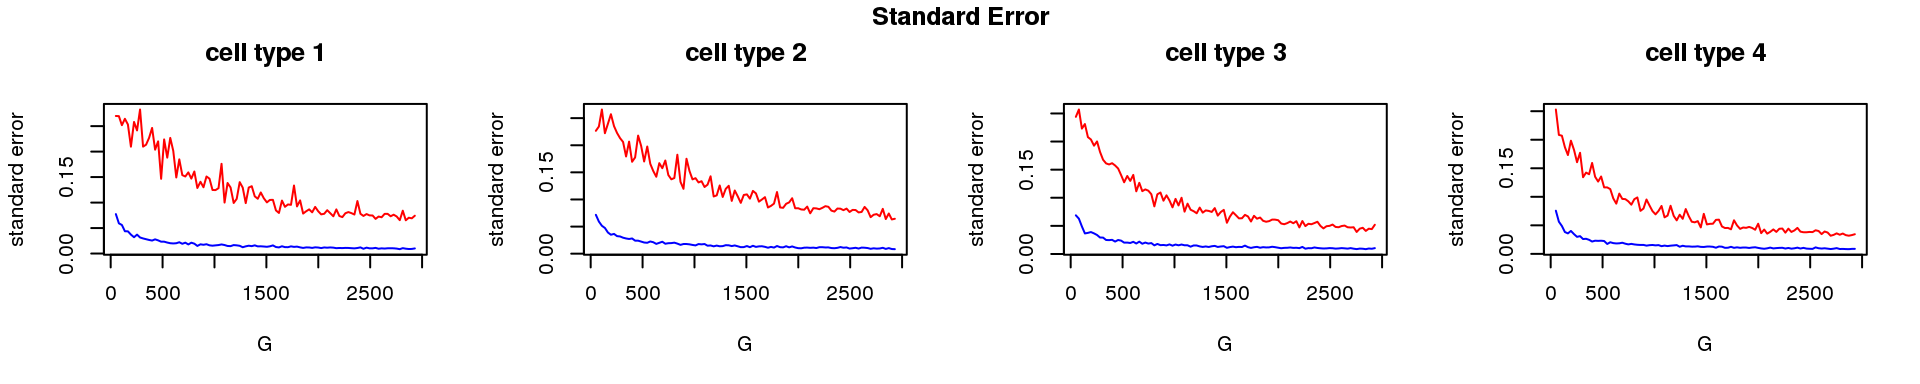 Standard Error
cell type 1
standard error
0.00 0.15
0 500 1500 2500
G
cell type 2
standard error
0.00 0.15
0 500 1500 2500
G
cell type 3
standard error
0.00 0.15
0 500 1500 2500
G
cell type 4
standard error
0.00 0.15
0 500 1500 2500
G